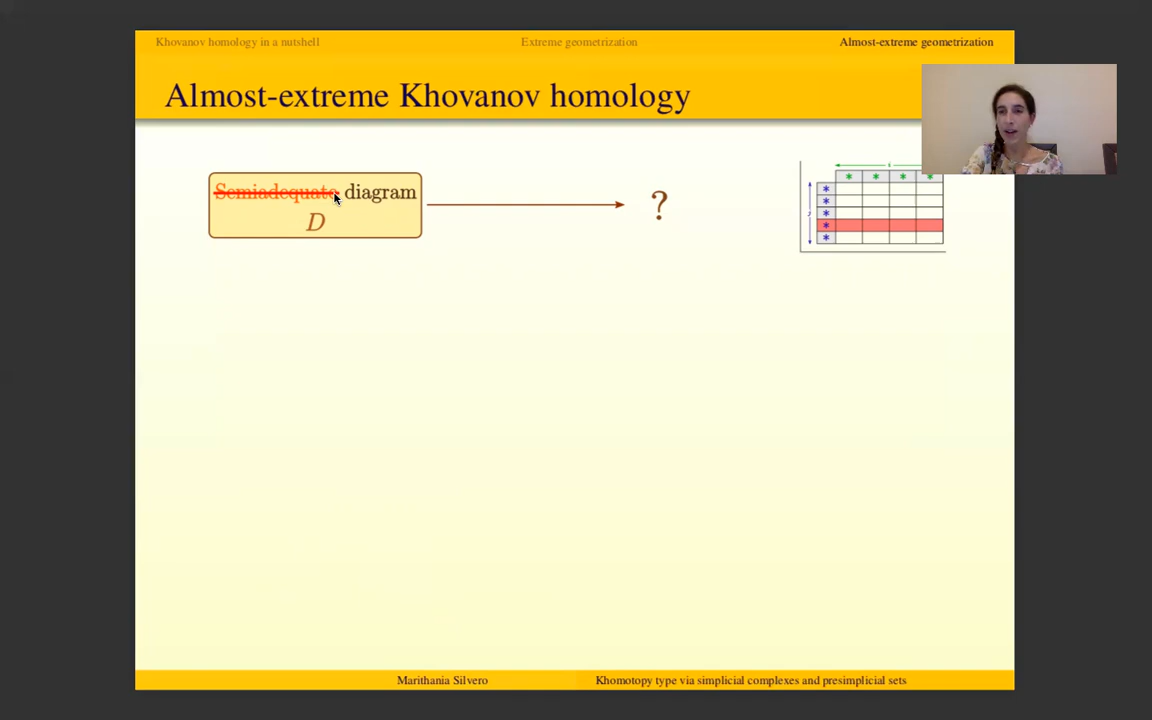 Khovanov homology in a nutshell Extreme geometrization Almost-extreme geometrization
Almost-extreme Khovanov homology
Semiadequate diagram
D
?
i
* * * *
*
*
j *
*
*
Marithania Silvero Khomotopy type via simplicial complexes and presimplicial sets